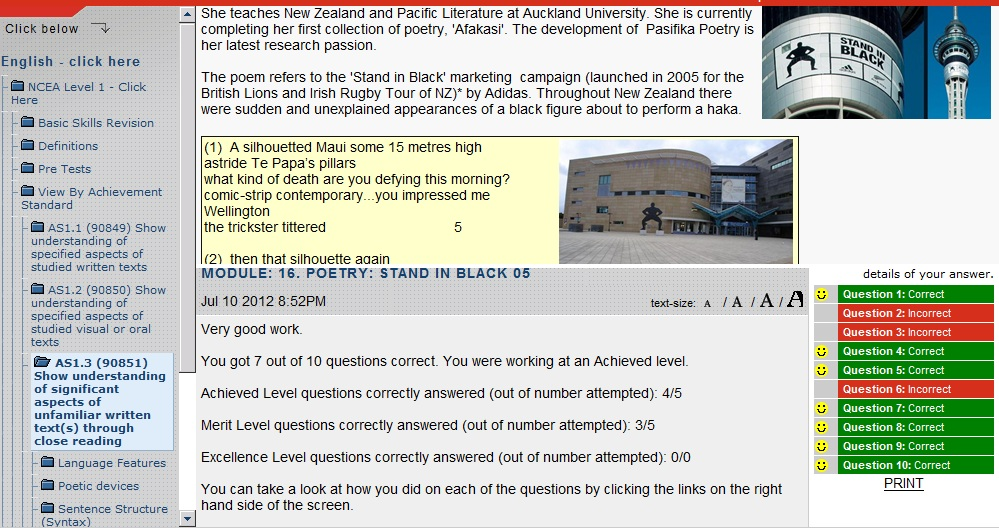 Click below
English - click here
NCEA Level 1 - Click
Here
Basic Skills Revision
Definitions
Pre Tests
View By Achievement
Standard
AS1.1 (90849) Show
understanding of
specified aspects of
studied written texts
AS1.2 (90850) Show
understanding of
specified aspects of
studied visual or oral
texts
AS1.3 (90851)
Show understanding
of significant
aspects of
unfamiliar written
text(s) through
close reading
Language Features
Poetic devices
Sentence Structure
(Syntax)
She teaches New Zealand and Pacific Literature at Auckland University. She is currently
completing her first collection of poetry, 'Afakasi'. The development of Pasifika Poetry is
her latest research passion.
The poem refers to the 'Stand in Black' marketing campaign (launched in 2005 for the
British Lions and Irish Rugby Tour of NZ)* by Adidas. Throughout New Zealand there
were sudden and unexplained appearances of a black figure about to perform a haka.
STAND IN
BLACK
adidas
(1) A silhouetted Maui some 15 metres high
astride Te Papa's pillars
what kind of death are you defying this morning?
comic-strip contemporary...you impressed me
Wellington
the trickster tittered 5
(2) then that silhouette again
MODULE: 16. POETRY: STAND IN BLACK 05
Jul 10 2012 8:52PM
text-size: A / A / A / A
Very good work.
You got 7 out of 10 questions correct. You were working at an Achieved level.
Achieved Level questions correctly answered (out of number attempted): 4/5
Merit Level questions correctly answered (out of number attempted): 3/5
Excellence Level questions correctly answered (out of number attempted): 0/0
You can take a look at how you did on each of the questions by clicking the links on the right
hand side of the screen.
details of your answer.
Question 1: Correct
Question 2: Incorrect
Question 3: Incorrect
Question 4: Correct
Question 5: Correct
Question 6: Incorrect
Question 7: Correct
Question 8: Correct
Question 9: Correct
Question 10: Correct
PRINT